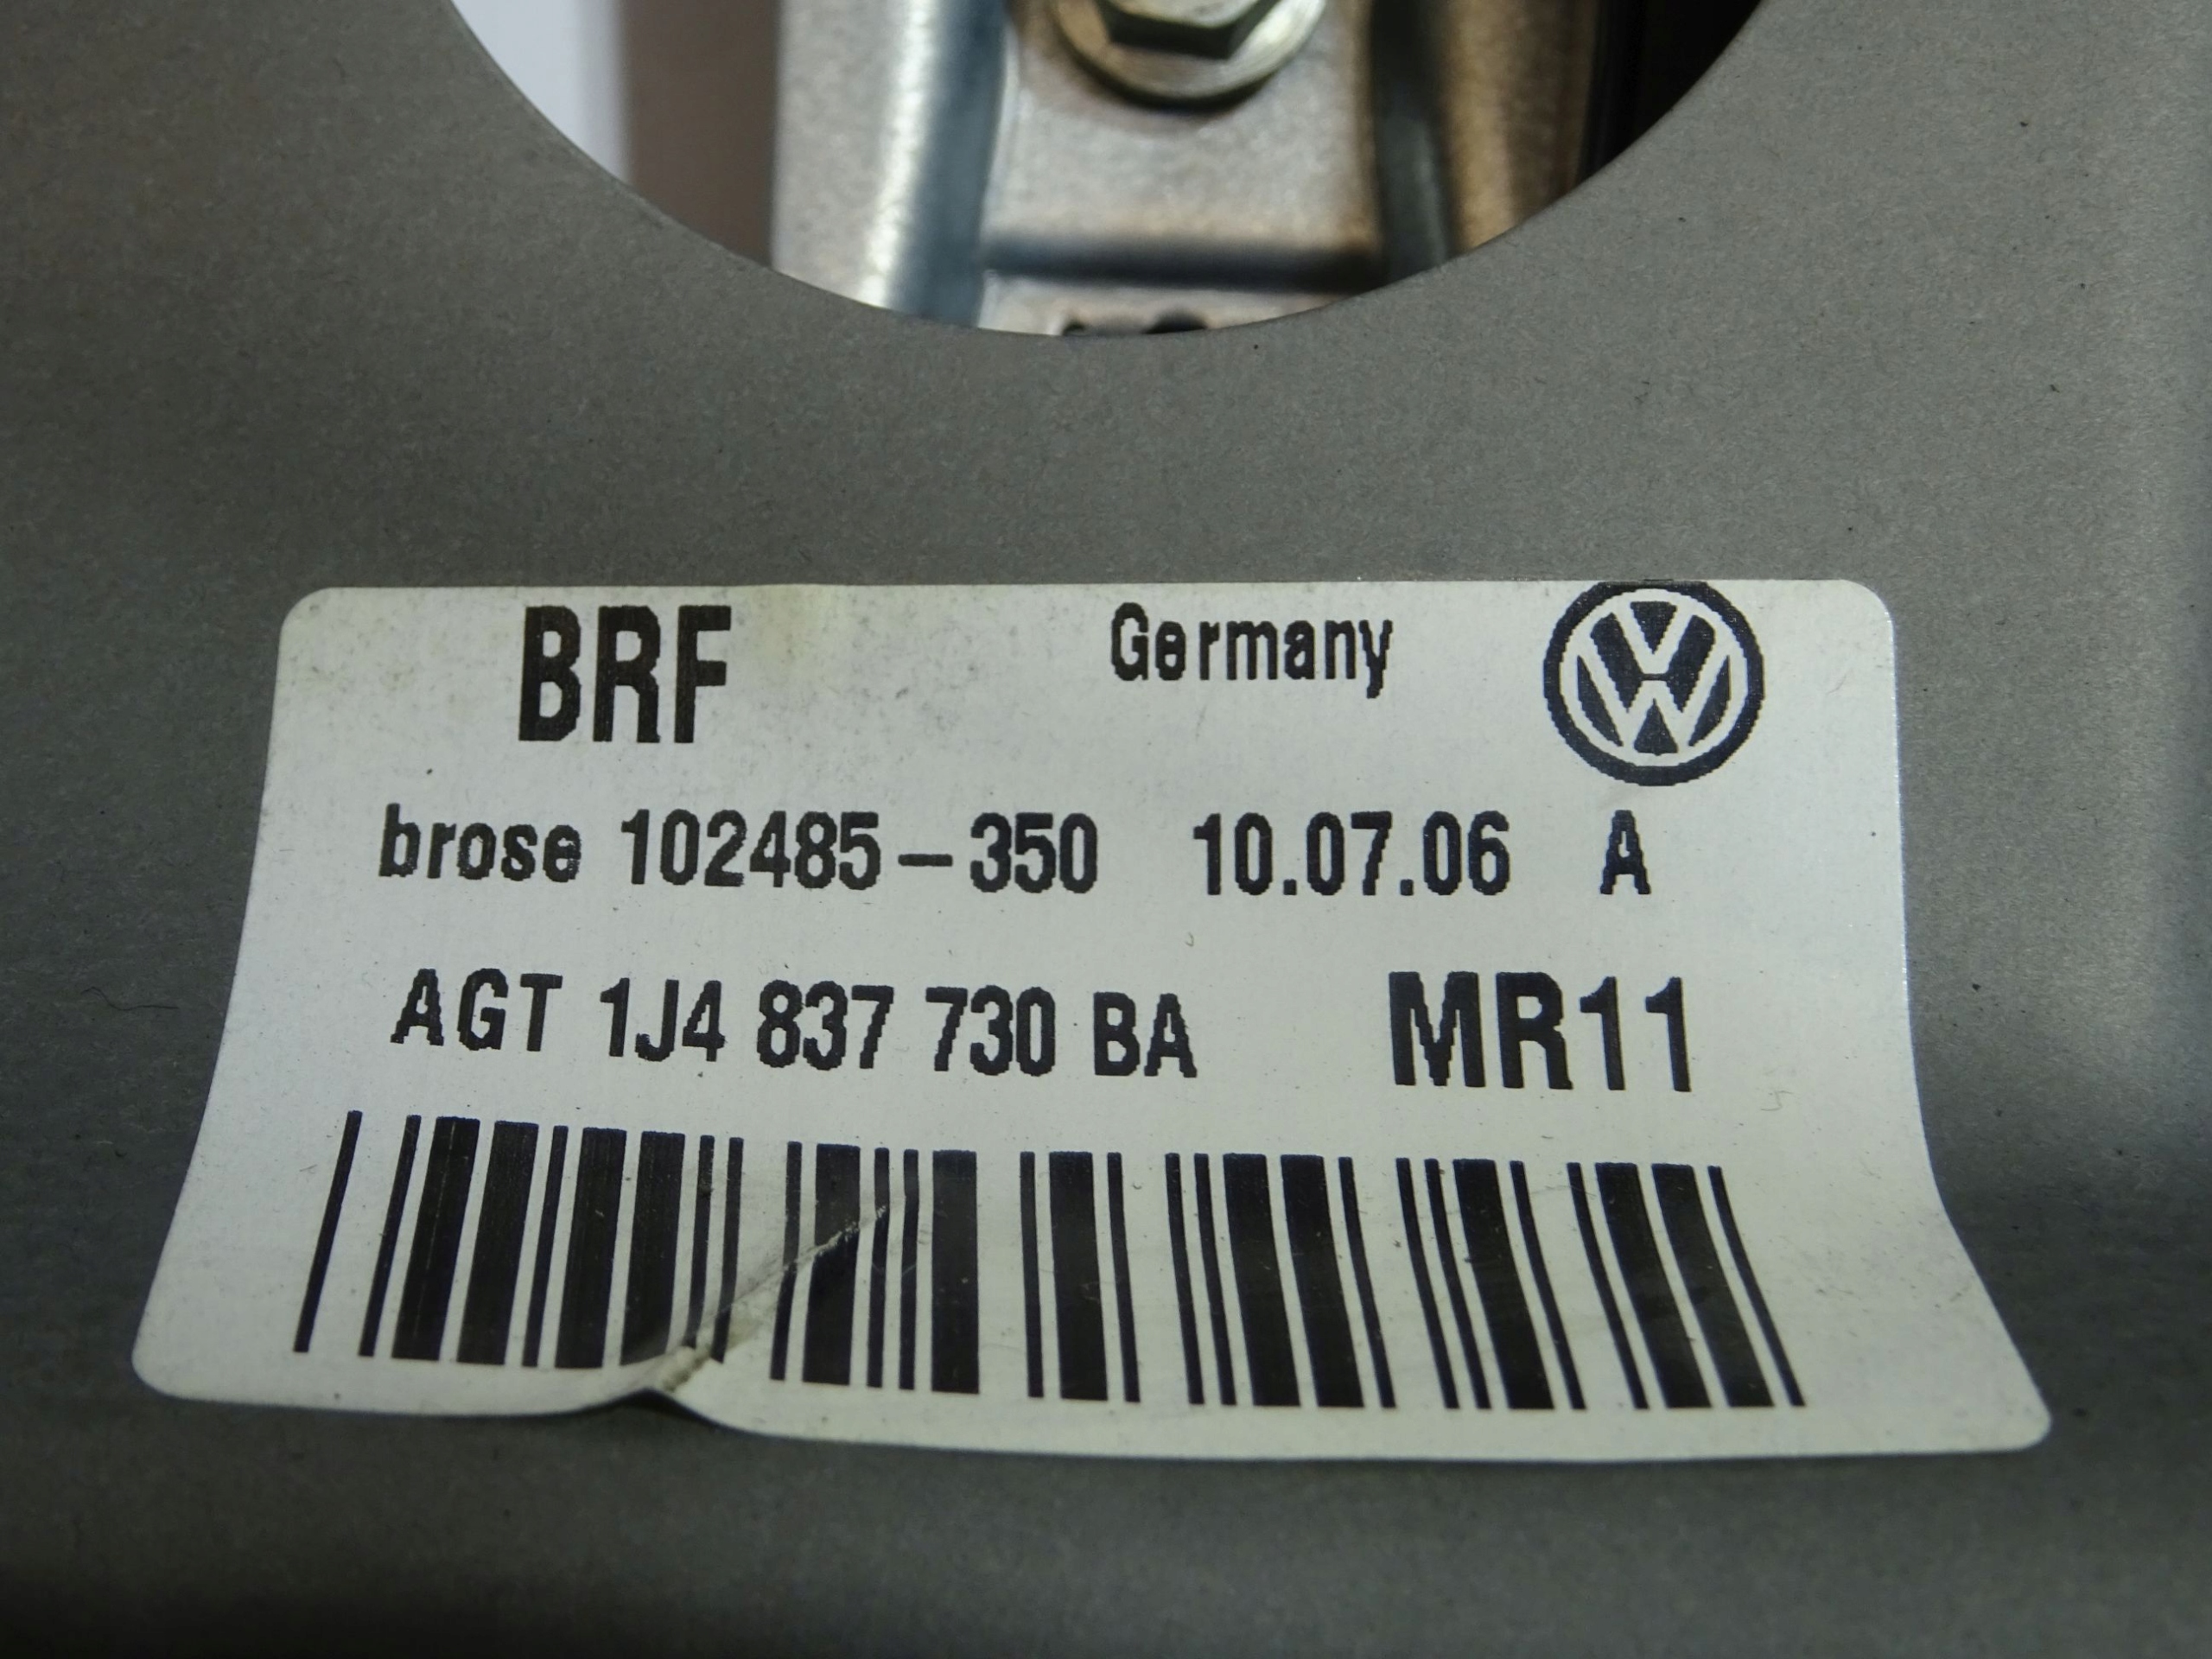 BRF Germany
brose 102485-350 10.07.06 A
AGT 1J4 837 730 BA MR11